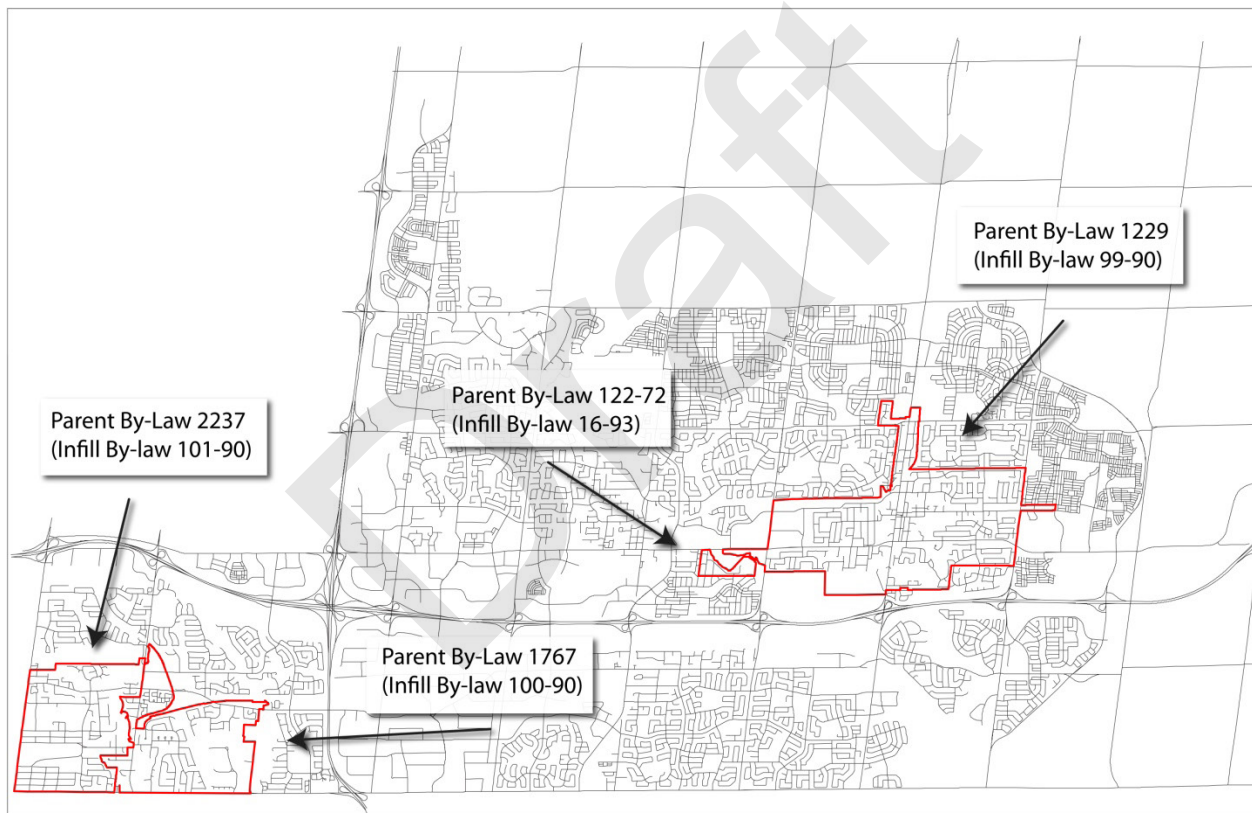 Draft
Parent By-Law 1229
(Infill By-law 99-90)
Parent By-Law 122-72
(Infill By-law 16-93)
Parent By-Law 2237
(Infill By-law 101-90)
Parent By-Law 1767
(Infill By-law 100-90)